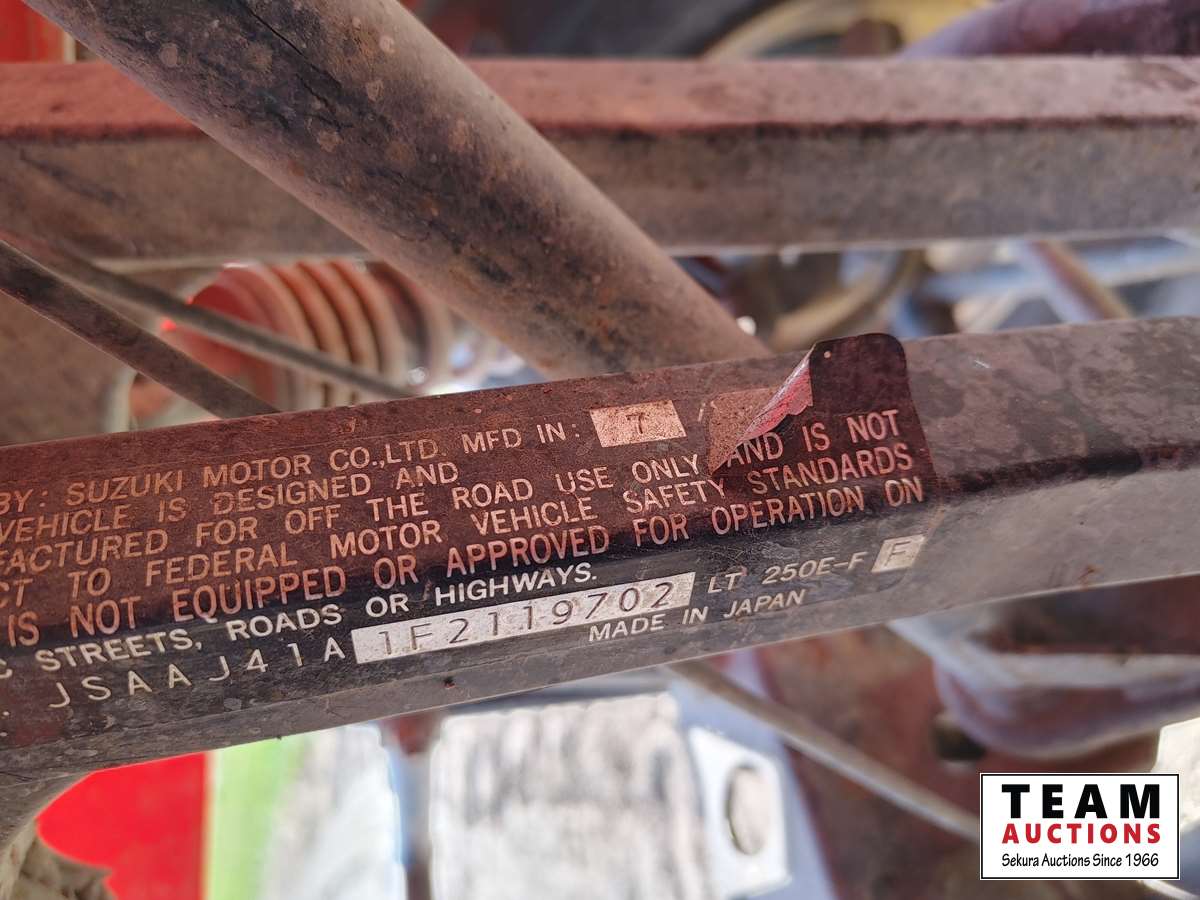 BY: SUZUKI MOTOR CO.,LTD. MFD IN: 7
VEHICLE IS DESIGNED AND
FACTURED FOR OFF THE ROAD USE ONLY AND IS NOT
CT TO FEDERAL MOTOR VEHICLE SAFETY STANDARDS
IS NOT EQUIPPED OR APPROVED FOR OPERATION ON
C STREETS, ROADS OR HIGHWAYS.
JSAAJ41A 1F2119702 LT 250E-F F
MADE IN JAPAN
TEAM
AUCTIONS
Sekura Auctions Since 1966